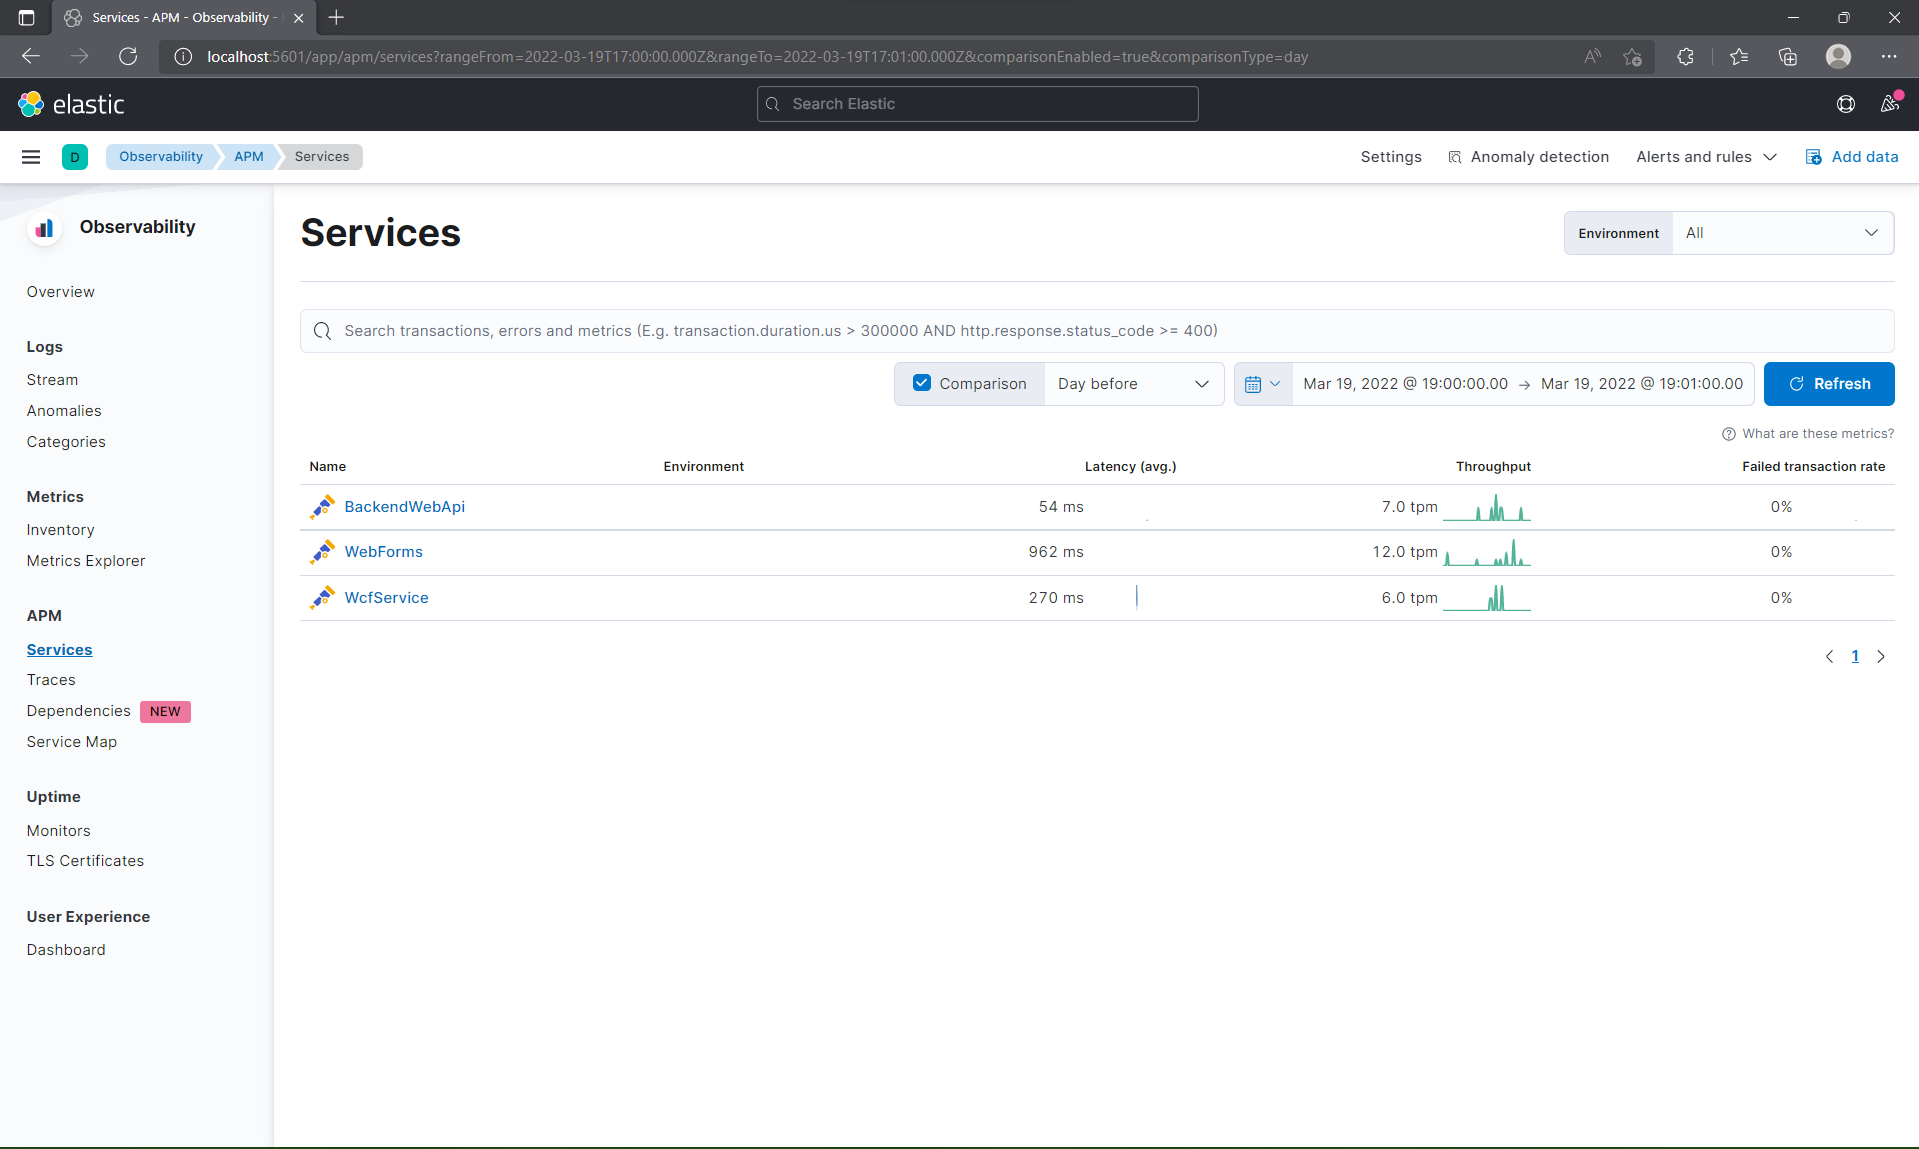 Services - APM - Observability -
localhost:5601/app/apm/services?rangeFrom=2022-03-19T17:00:00.000Z&rangeTo=2022-03-19T17:01:00.000Z&comparisonEnabled=true&comparisonType=day
elastic
Search Elastic
D
Observability
APM
Services
Settings
Anomaly detection
Alerts and rules
Add data
Observability
Overview
Logs
Stream
Anomalies
Categories
Metrics
Inventory
Metrics Explorer
APM
Services
Traces
Dependencies NEW
Service Map
Uptime
Monitors
TLS Certificates
User Experience
Dashboard
Services
Environment All
Search transactions, errors and metrics (E.g. transaction.duration.us > 300000 AND http.response.status_code >= 400)
Comparison Day before Mar 19, 2022 @ 19:00:00.00 → Mar 19, 2022 @ 19:01:00.00 Refresh
What are these metrics?
Name Environment Latency (avg.) Throughput Failed transaction rate
BackendWebApi 54 ms 7.0 tpm 0%
WebForms 962 ms 12.0 tpm 0%
WcfService 270 ms 6.0 tpm 0%
1